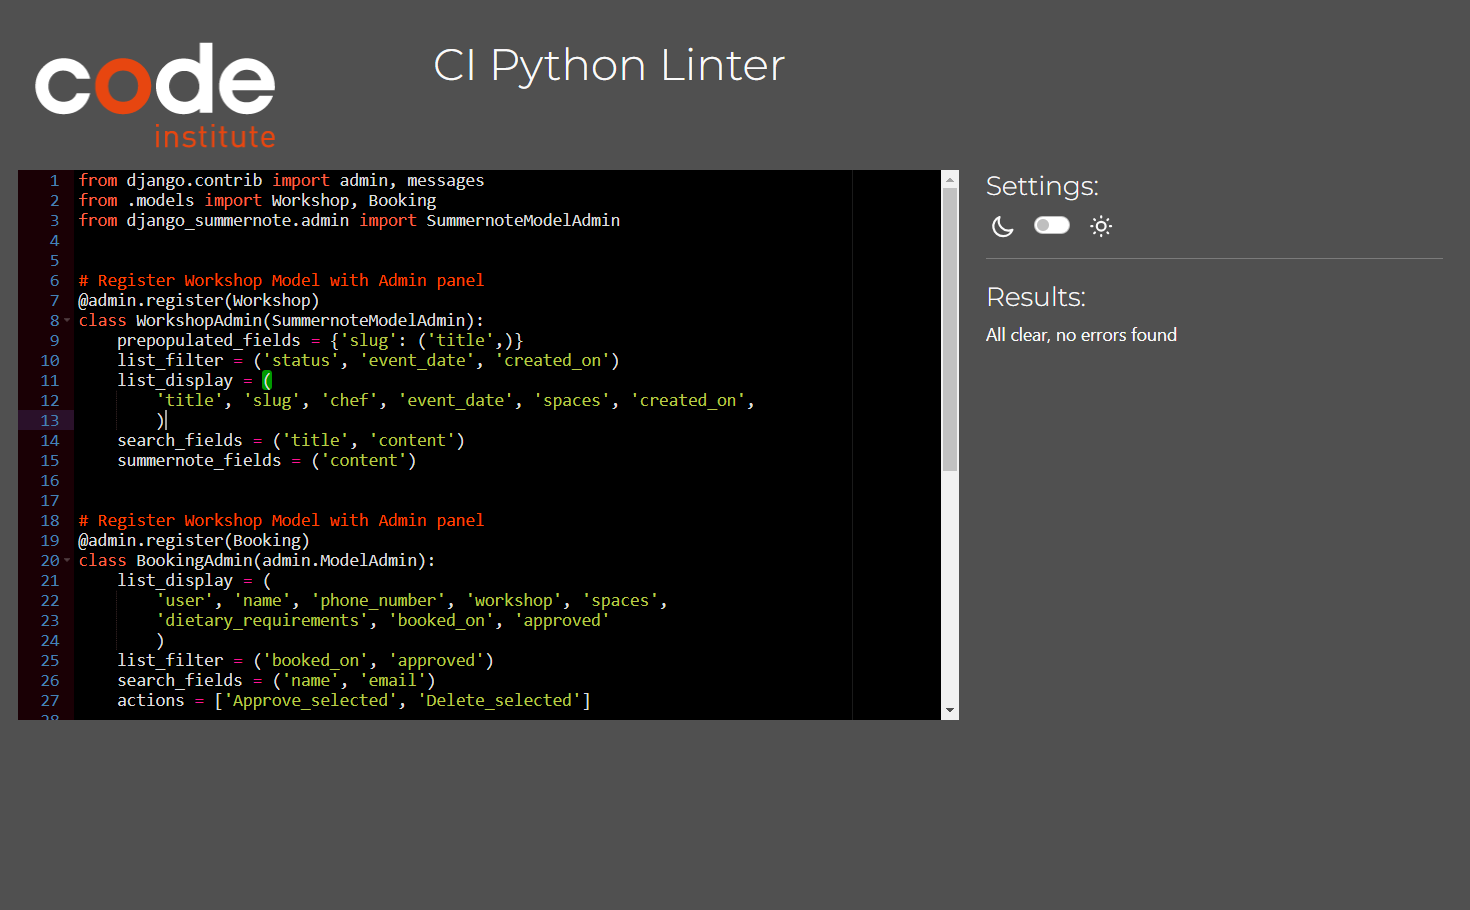 code
institute
CI Python Linter
1 from django.contrib import admin, messages
2 from .models import Workshop, Booking
3 from django_summernote.admin import SummernoteModelAdmin
4
5
6 # Register Workshop Model with Admin panel
7 @admin.register(Workshop)
8 class WorkshopAdmin(SummernoteModelAdmin):
9     prepopulated_fields = {'slug': ('title',)}
10     list_filter = ('status', 'event_date', 'created_on')
11     list_display = (
12         'title', 'slug', 'chef', 'event_date', 'spaces', 'created_on',
13         )
14     search_fields = ('title', 'content')
15     summernote_fields = ('content')
16
17
18 # Register Workshop Model with Admin panel
19 @admin.register(Booking)
20 class BookingAdmin(admin.ModelAdmin):
21     list_display = (
22         'user', 'name', 'phone_number', 'workshop', 'spaces',
23         'dietary_requirements', 'booked_on', 'approved'
24         )
25     list_filter = ('booked_on', 'approved')
26     search_fields = ('name', 'email')
27     actions = ['Approve_selected', 'Delete_selected']
28
Settings:
Results:
All clear, no errors found